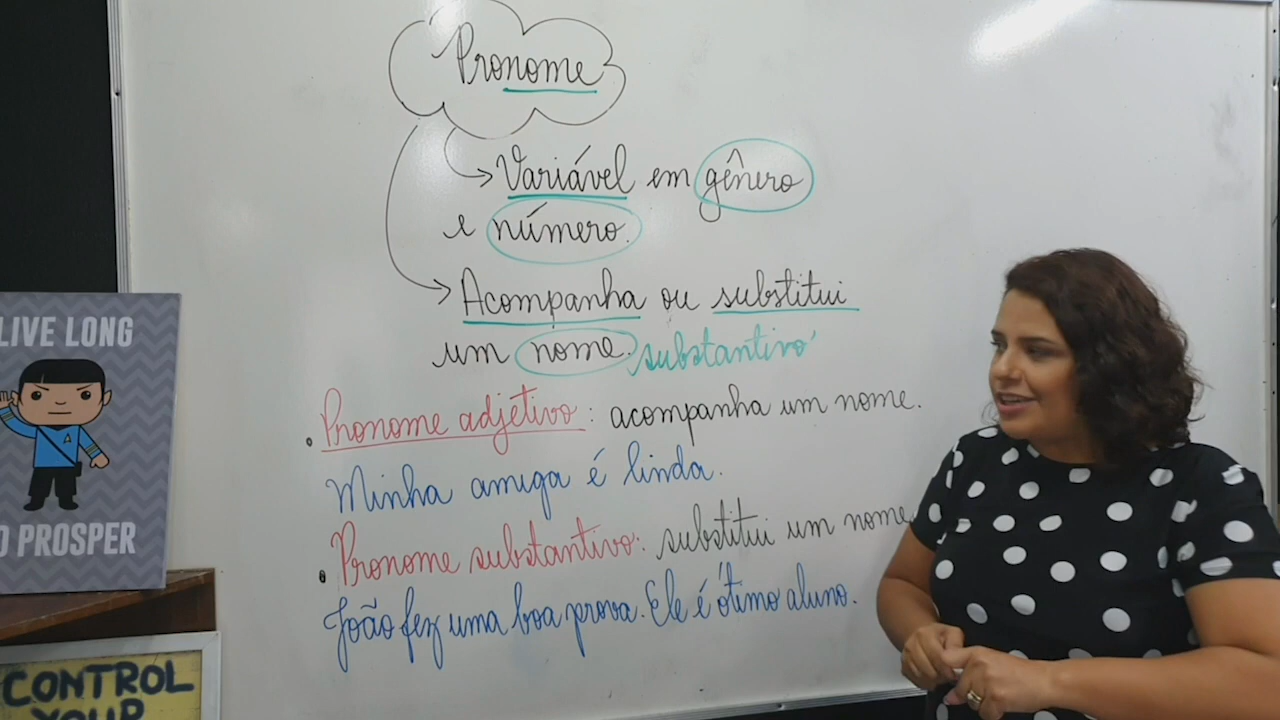 Pronome
Variável em gênero
e número.
Acompanha ou substitui
um nome. substantivo
Pronome adjetivo: acompanha um nome.
Minha amiga é linda.
Pronome substantivo: substitui um nome
João fez uma boa prova. Ele é ótimo aluno.
LIVE LONG
PROSPER
CONTROL
YOUR